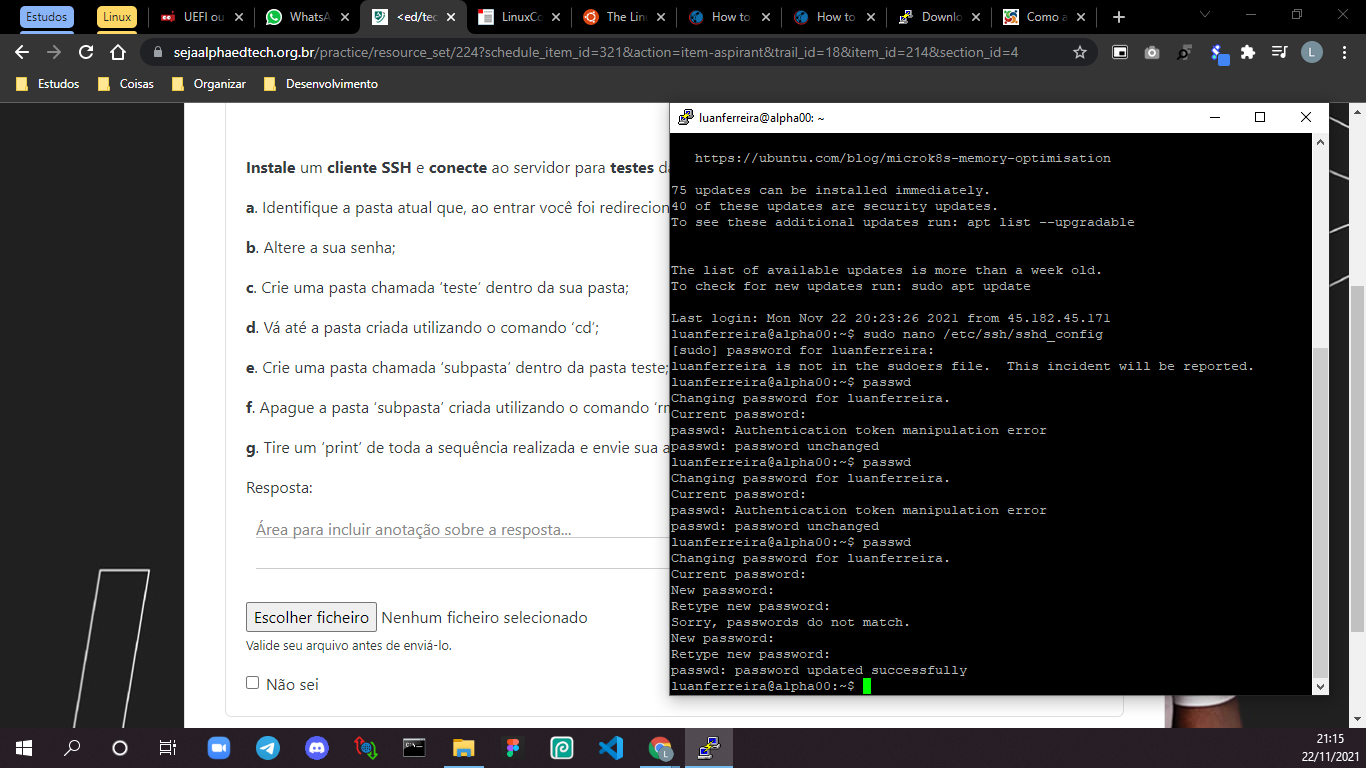 Estudos
Linux
UEFI ou
WhatsA
<ed/tec
LinuxCo
The Lin
How to
How to
Downlo
Como a
sejaalphaedtech.org.br/practice/resource_set/224?schedule_item_id=321&action=item-aspirant&trail_id=18&item_id=214&section_id=4
L
Estudos
Coisas
Organizar
Desenvolvimento
Instale um cliente SSH e conecte ao servidor para testes da
a. Identifique a pasta atual que, ao entrar você foi redirecion
b. Altere a sua senha;
c. Crie uma pasta chamada ‘teste’ dentro da sua pasta;
d. Vá até a pasta criada utilizando o comando ‘cd’;
e. Crie uma pasta chamada ‘subpasta’ dentro da pasta teste;
f. Apague a pasta ‘subpasta’ criada utilizando o comando ‘rm
g. Tire um ‘print’ de toda a sequência realizada e envie sua a
Resposta:
Área para incluir anotação sobre a resposta...
Escolher ficheiro Nenhum ficheiro selecionado
Valide seu arquivo antes de enviá-lo.
Não sei
luanferreira@alpha00: ~
https://ubuntu.com/blog/microk8s-memory-optimisation
75 updates can be installed immediately.
40 of these updates are security updates.
To see these additional updates run: apt list --upgradable
The list of available updates is more than a week old.
To check for new updates run: sudo apt update
Last login: Mon Nov 22 20:23:26 2021 from 45.182.45.171
luanferreira@alpha00:~$ sudo nano /etc/ssh/sshd_config
[sudo] password for luanferreira:
luanferreira is not in the sudoers file.  This incident will be reported.
luanferreira@alpha00:~$ passwd
Changing password for luanferreira.
Current password:
passwd: Authentication token manipulation error
passwd: password unchanged
luanferreira@alpha00:~$ passwd
Changing password for luanferreira.
Current password:
passwd: Authentication token manipulation error
passwd: password unchanged
luanferreira@alpha00:~$ passwd
Changing password for luanferreira.
Current password:
New password:
Retype new password:
Sorry, passwords do not match.
New password:
Retype new password:
passwd: password updated successfully
luanferreira@alpha00:~$
21:15
22/11/2021